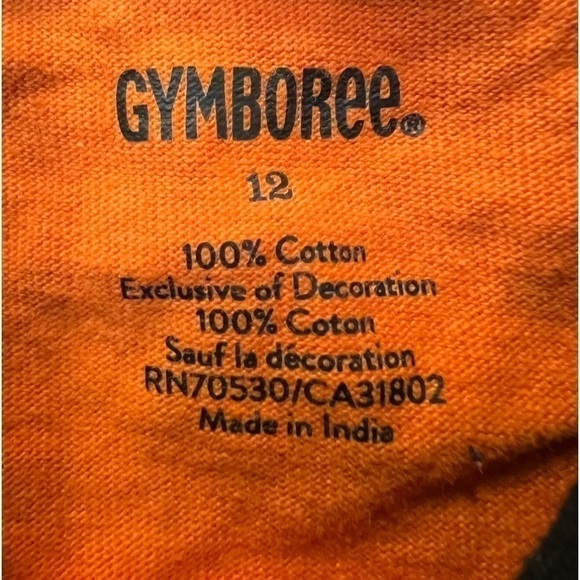 GYMBOREE®
12
100% Cotton
Exclusive of Decoration
100% Coton
Sauf la décoration
RN70530/CA31802
Made in India